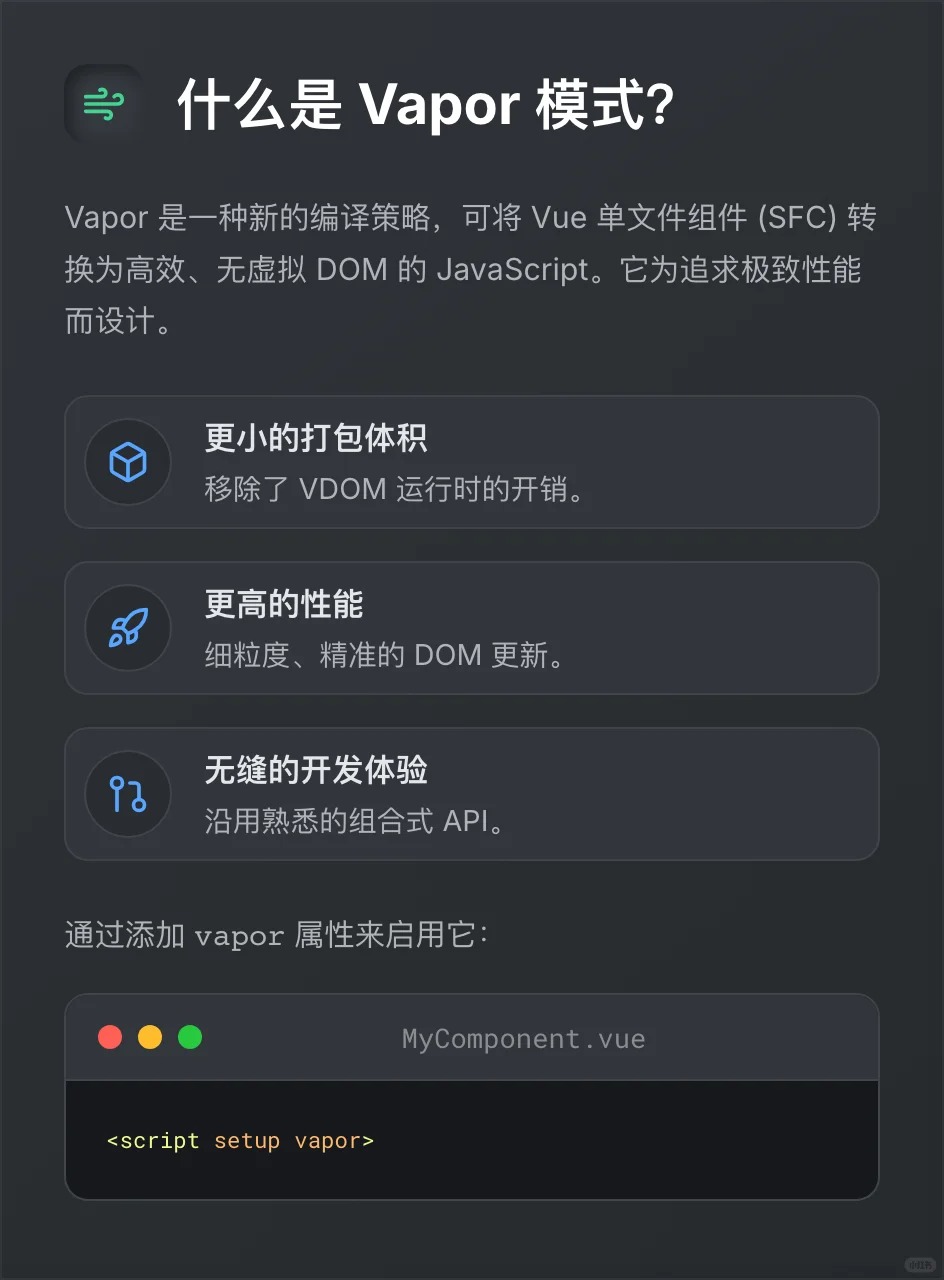 什么是 Vapor 模式?
Vapor 是一种新的编译策略，可将 Vue 单文件组件 (SFC) 转
换为高效、无虚拟 DOM 的 JavaScript。它为追求极致性能
而设计。
更小的打包体积
移除了 VDOM 运行时的开销。
更高的性能
细粒度、精准的 DOM 更新。
无缝的开发体验
沿用熟悉的组合式 API。
通过添加 vapor 属性来启用它：
MyComponent.vue
<script setup vapor>
小红书